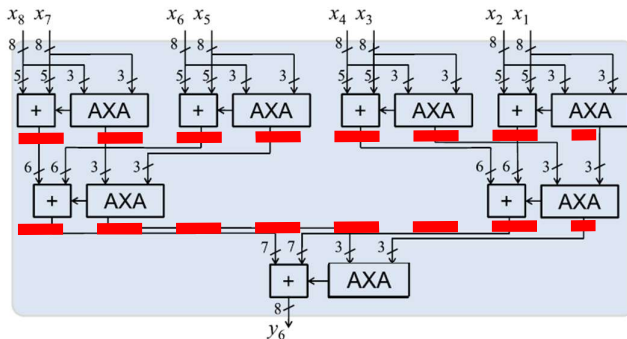 x8 x7 x6 x5 x4 x3 x2 x1
8 8 8 8 8 8 8 8
5 5 3 3 5 5 3 3 5 5 3 3 5 5 3 3
+ AXA + AXA + AXA + AXA
6 6 3 3 6 6 3 3
+ AXA + AXA
7 7 3 3
+ AXA
8
y6